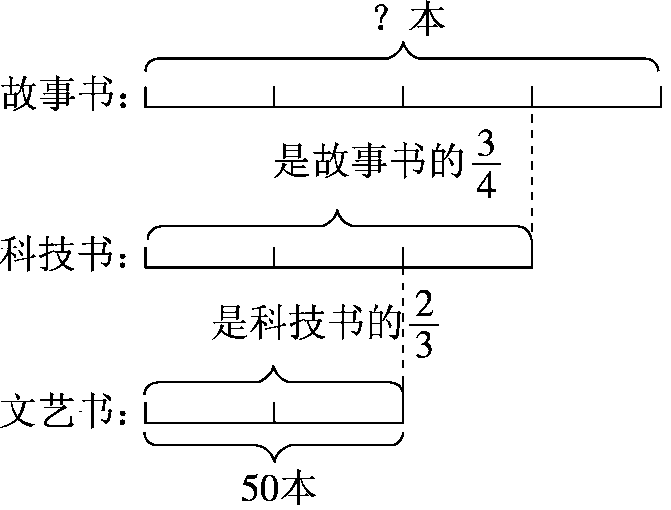 ? 本
故事书:
是故事书的3/4
科技书:
是科技书的2/3
文艺书:
50本